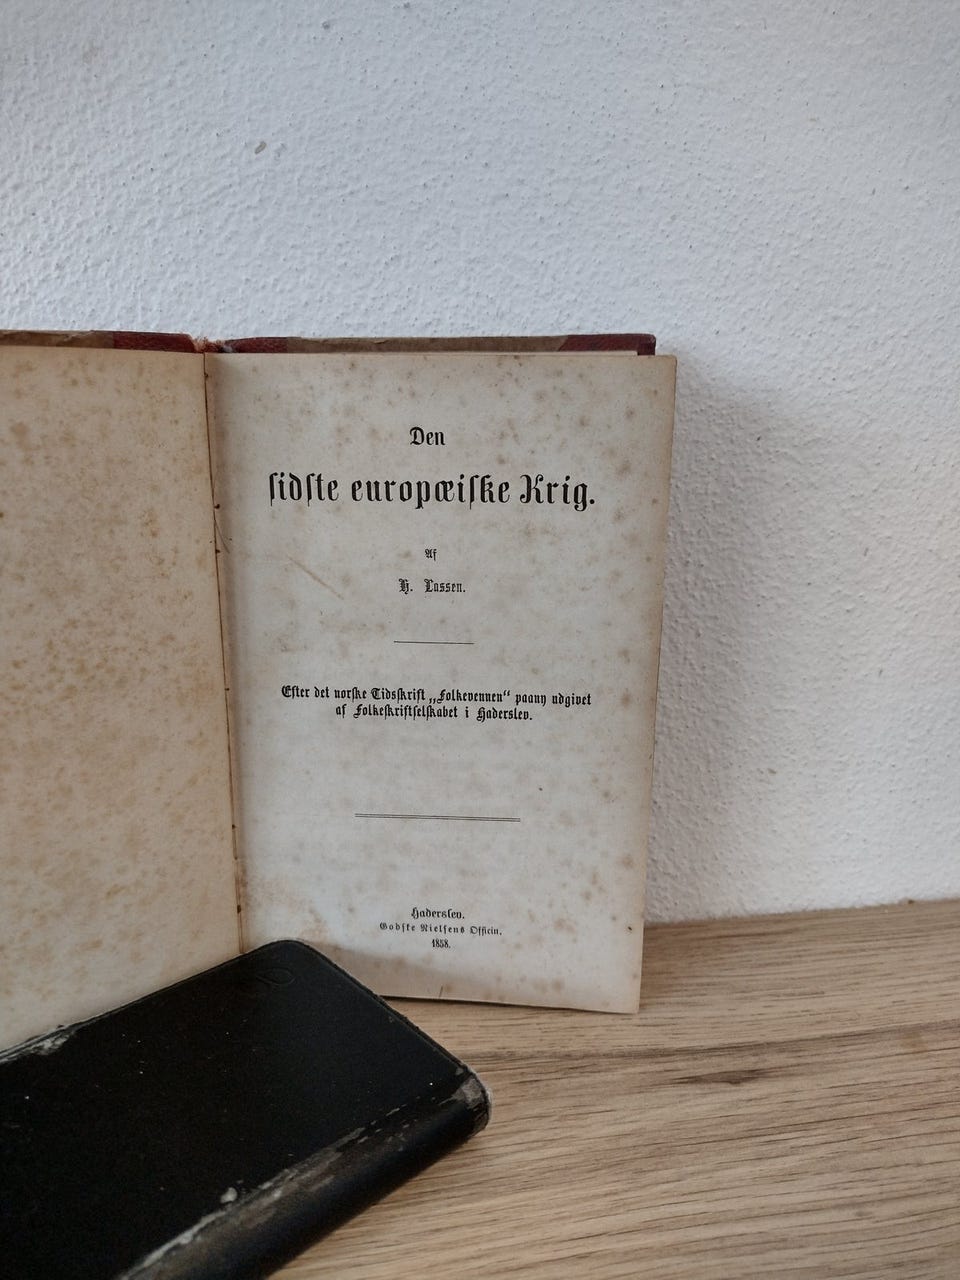 Den
sidste europæiske Krig.
Af
H. Lassen.
Efter det norske Tidsskrift „Folkevennen“ paany udgivet
af Folkeskriftselskabet i Haderslev.
Haderslev.
Godske Nielsens Officin.
1858.